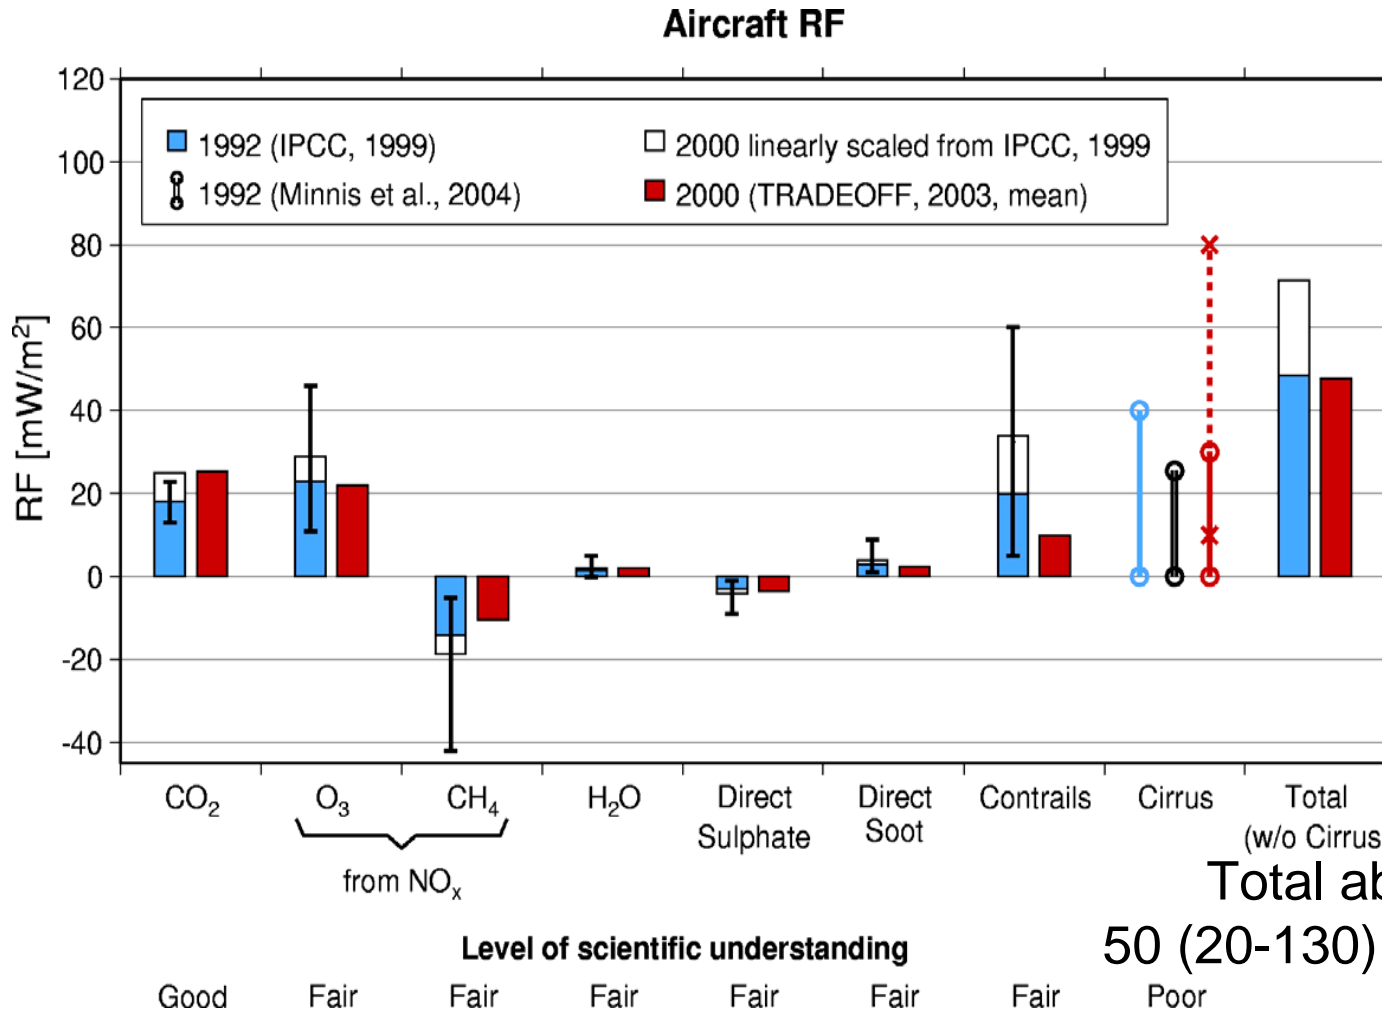 Aircraft RF
120
100
80
60
40
20
0
-20
-40
RF [mW/m²]
1992 (IPCC, 1999)
2000 linearly scaled from IPCC, 1999
1992 (Minnis et al., 2004)
2000 (TRADEOFF, 2003, mean)
CO₂
O₃
CH₄
H₂O
Direct
Sulphate
Direct
Soot
Contrails
Cirrus
Total
(w/o Cirrus
from NOₓ
Total
50 (20-130)
Level of scientific understanding
Good Fair Fair Fair Fair Fair Fair Poor